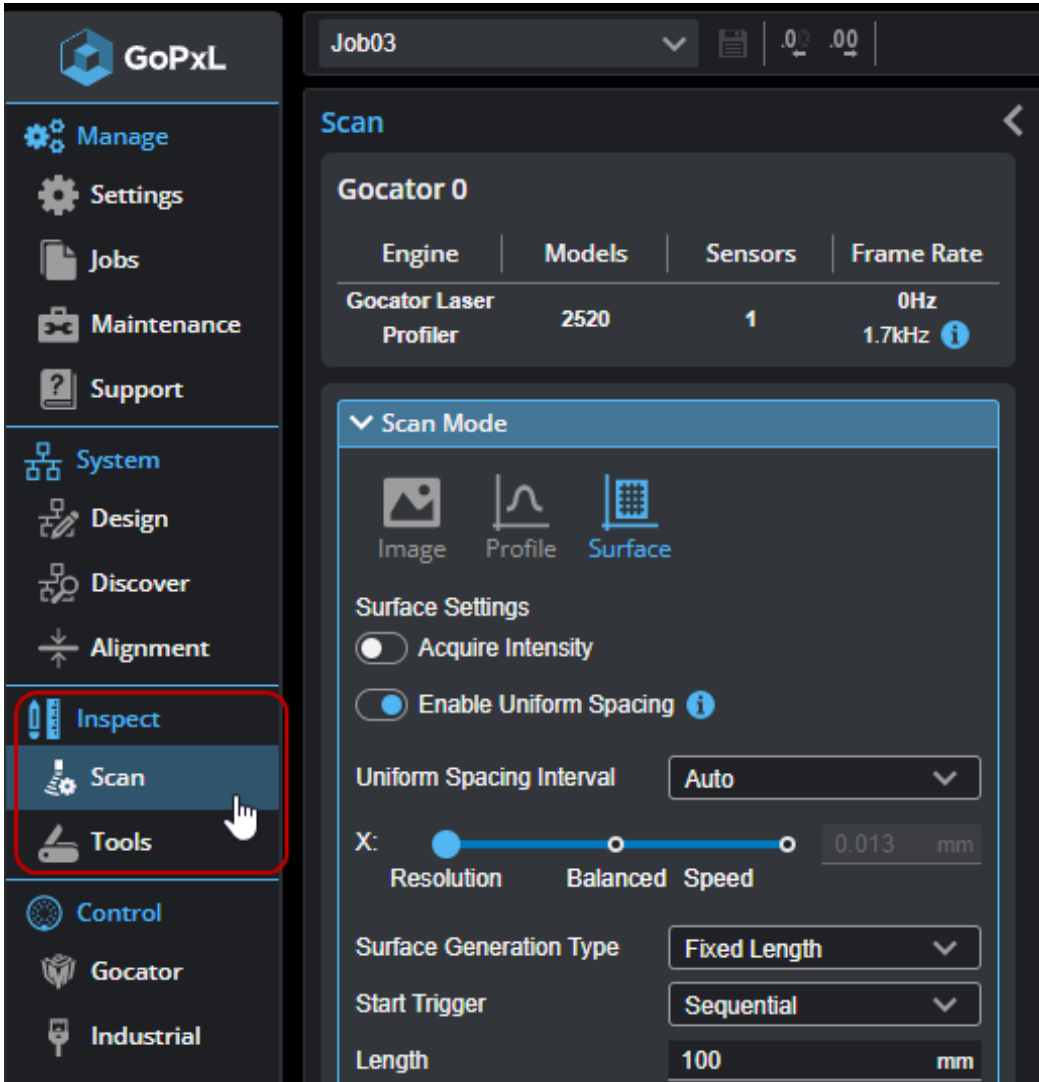 GoPxL
Manage
Settings
Jobs
Maintenance
Support
System
Design
Discover
Alignment
Inspect
Scan
Tools
Control
Gocator
Industrial
Job03
.00 .00
Scan
Gocator 0
Engine Models Sensors Frame Rate
Gocator Laser Profiler 2520 1 0Hz
1.7kHz
Scan Mode
Image Profile Surface
Surface Settings
Acquire Intensity
Enable Uniform Spacing
Uniform Spacing Interval Auto
X: 0.013 mm
Resolution Balanced Speed
Surface Generation Type Fixed Length
Start Trigger Sequential
Length 100 mm